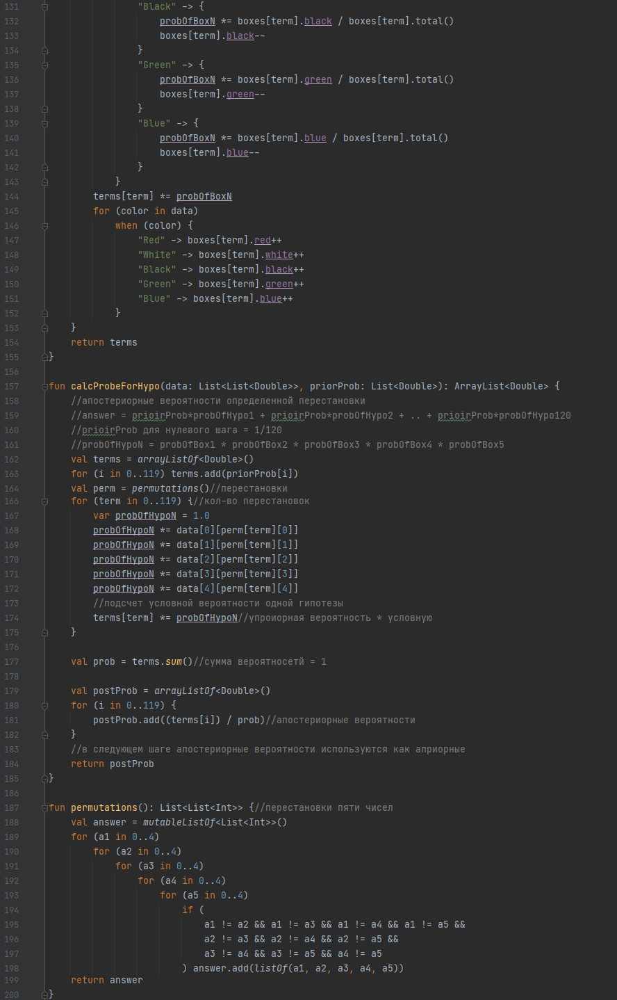 131 "Black" -> {
132 probOfBoxN *= boxes[term].black / boxes[term].total()
133 boxes[term].black--
134 }
135 "Green" -> {
136 probOfBoxN *= boxes[term].green / boxes[term].total()
137 boxes[term].green--
138 }
139 "Blue" -> {
140 probOfBoxN *= boxes[term].blue / boxes[term].total()
141 boxes[term].blue--
142 }
143 }
144 terms[term] *= probOfBoxN
145 for (color in data)
146 when (color) {
147 "Red" -> boxes[term].red++
148 "White" -> boxes[term].white++
149 "Black" -> boxes[term].black++
150 "Green" -> boxes[term].green++
151 "Blue" -> boxes[term].blue++
152 }
153 }
154 return terms
155 }
156
157 fun calcProbeForHypo(data: List<List<Double>>, priorProb: List<Double>): ArrayList<Double> {
158 //апостериорные вероятности определенной перестановки
159 //answer = prioirProb*probOfHypo1 + prioirProb*probOfHypo2 + .. + prioirProb*probOfHypo120
160 //prioirProb для нулевого шага = 1/120
161 //probOfHypoN = probOfBox1 * probOfBox2 * probOfBox3 * probOfBox4 * probOfBox5
162 val terms = arrayListOf<Double>()
163 for (i in 0..119) terms.add(priorProb[i])
164 val perm = permutations()//перестановки
166 for (term in 0..119) {//кол-во перестановок
167 var probOfHypoN = 1.0
168 probOfHypoN *= data[0][perm[term][0]]
169 probOfHypoN *= data[1][perm[term][1]]
170 probOfHypoN *= data[2][perm[term][2]]
171 probOfHypoN *= data[3][perm[term][3]]
172 probOfHypoN *= data[4][perm[term][4]]
173 //подсчет условной вероятности одной гипотезы
174 terms[term] *= probOfHypoN//упроиорная вероятность * условную
175 }
176
177 val prob = terms.sum()//сумма вероятносетй = 1
178
179 val postProb = arrayListOf<Double>()
180 for (i in 0..119) {
181 postProb.add((terms[i]) / prob)//апостериорные вероятности
182 }
183 //в следующем шаге апостериорные вероятности используются как априорные
184 return postProb
185 }
186
187 fun permutations(): List<List<Int>> {//перестановки пяти чисел
188 val answer = mutableListOf<List<Int>>()
189 for (a1 in 0..4)
190 for (a2 in 0..4)
191 for (a3 in 0..4)
192 for (a4 in 0..4)
193 for (a5 in 0..4)
194 if (
195 a1 != a2 && a1 != a3 && a1 != a4 && a1 != a5 &&
196 a2 != a3 && a2 != a4 && a2 != a5 &&
197 a3 != a4 && a3 != a5 && a4 != a5
198 ) answer.add(listOf(a1, a2, a3, a4, a5))
199 return answer
200 }